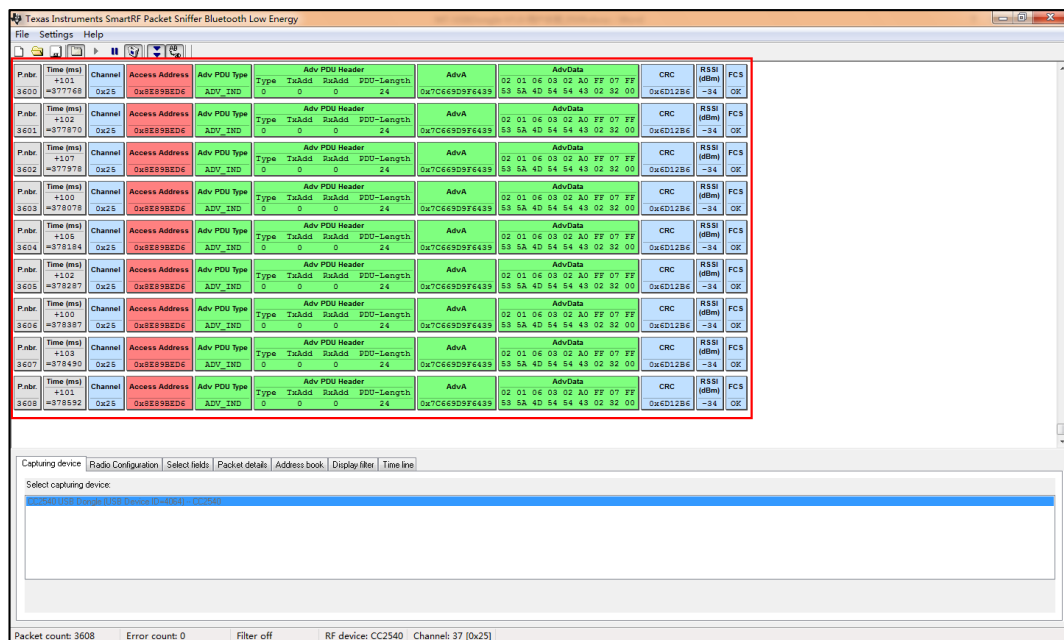 Texas Instruments SmartRF Packet Sniffer Bluetooth Low Energy
File Settings Help
P.nbr. Time (ms) Channel Access Address Adv PDU Type Adv PDU Header AdvA AdvData CRC RSSI (dBm) FCS
+101 Type TxAdd RxAdd PDU-Length 02 01 06 03 02 A0 FF 07 FF
3600 =377768 0x25 0x8E89BED6 ADV_IND 0 0 0 24 0x7C669D9F6439 53 5A 4D 54 54 43 02 32 00 0x6D12B6 -34 OK
P.nbr. Time (ms) Channel Access Address Adv PDU Type Adv PDU Header AdvA AdvData CRC RSSI (dBm) FCS
+102 Type TxAdd RxAdd PDU-Length 02 01 06 03 02 A0 FF 07 FF
3601 =377870 0x25 0x8E89BED6 ADV_IND 0 0 0 24 0x7C669D9F6439 53 5A 4D 54 54 43 02 32 00 0x6D12B6 -34 OK
P.nbr. Time (ms) Channel Access Address Adv PDU Type Adv PDU Header AdvA AdvData CRC RSSI (dBm) FCS
+107 Type TxAdd RxAdd PDU-Length 02 01 06 03 02 A0 FF 07 FF
3602 =377978 0x25 0x8E89BED6 ADV_IND 0 0 0 24 0x7C669D9F6439 53 5A 4D 54 54 43 02 32 00 0x6D12B6 -34 OK
P.nbr. Time (ms) Channel Access Address Adv PDU Type Adv PDU Header AdvA AdvData CRC RSSI (dBm) FCS
+100 Type TxAdd RxAdd PDU-Length 02 01 06 03 02 A0 FF 07 FF
3603 =378078 0x25 0x8E89BED6 ADV_IND 0 0 0 24 0x7C669D9F6439 53 5A 4D 54 54 43 02 32 00 0x6D12B6 -34 OK
P.nbr. Time (ms) Channel Access Address Adv PDU Type Adv PDU Header AdvA AdvData CRC RSSI (dBm) FCS
+105 Type TxAdd RxAdd PDU-Length 02 01 06 03 02 A0 FF 07 FF
3604 =378184 0x25 0x8E89BED6 ADV_IND 0 0 0 24 0x7C669D9F6439 53 5A 4D 54 54 43 02 32 00 0x6D12B6 -34 OK
P.nbr. Time (ms) Channel Access Address Adv PDU Type Adv PDU Header AdvA AdvData CRC RSSI (dBm) FCS
+102 Type TxAdd RxAdd PDU-Length 02 01 06 03 02 A0 FF 07 FF
3605 =378287 0x25 0x8E89BED6 ADV_IND 0 0 0 24 0x7C669D9F6439 53 5A 4D 54 54 43 02 32 00 0x6D12B6 -34 OK
P.nbr. Time (ms) Channel Access Address Adv PDU Type Adv PDU Header AdvA AdvData CRC RSSI (dBm) FCS
+100 Type TxAdd RxAdd PDU-Length 02 01 06 03 02 A0 FF 07 FF
3606 =378387 0x25 0x8E89BED6 ADV_IND 0 0 0 24 0x7C669D9F6439 53 5A 4D 54 54 43 02 32 00 0x6D12B6 -34 OK
P.nbr. Time (ms) Channel Access Address Adv PDU Type Adv PDU Header AdvA AdvData CRC RSSI (dBm) FCS
+103 Type TxAdd RxAdd PDU-Length 02 01 06 03 02 A0 FF 07 FF
3607 =378490 0x25 0x8E89BED6 ADV_IND 0 0 0 24 0x7C669D9F6439 53 5A 4D 54 54 43 02 32 00 0x6D12B6 -34 OK
P.nbr. Time (ms) Channel Access Address Adv PDU Type Adv PDU Header AdvA AdvData CRC RSSI (dBm) FCS
+101 Type TxAdd RxAdd PDU-Length 02 01 06 03 02 A0 FF 07 FF
3608 =378592 0x25 0x8E89BED6 ADV_IND 0 0 0 24 0x7C669D9F6439 53 5A 4D 54 54 43 02 32 00 0x6D12B6 -34 OK
Capturing device Radio Configuration Select fields Packet details Address book Display filter Time line
Select capturing device:
CC2540 USB Dongle (USB Device ID=4054) - CC2540
Packet count: 3608 Error count: 0 Filter off RF device: CC2540 Channel: 37 [0x25]